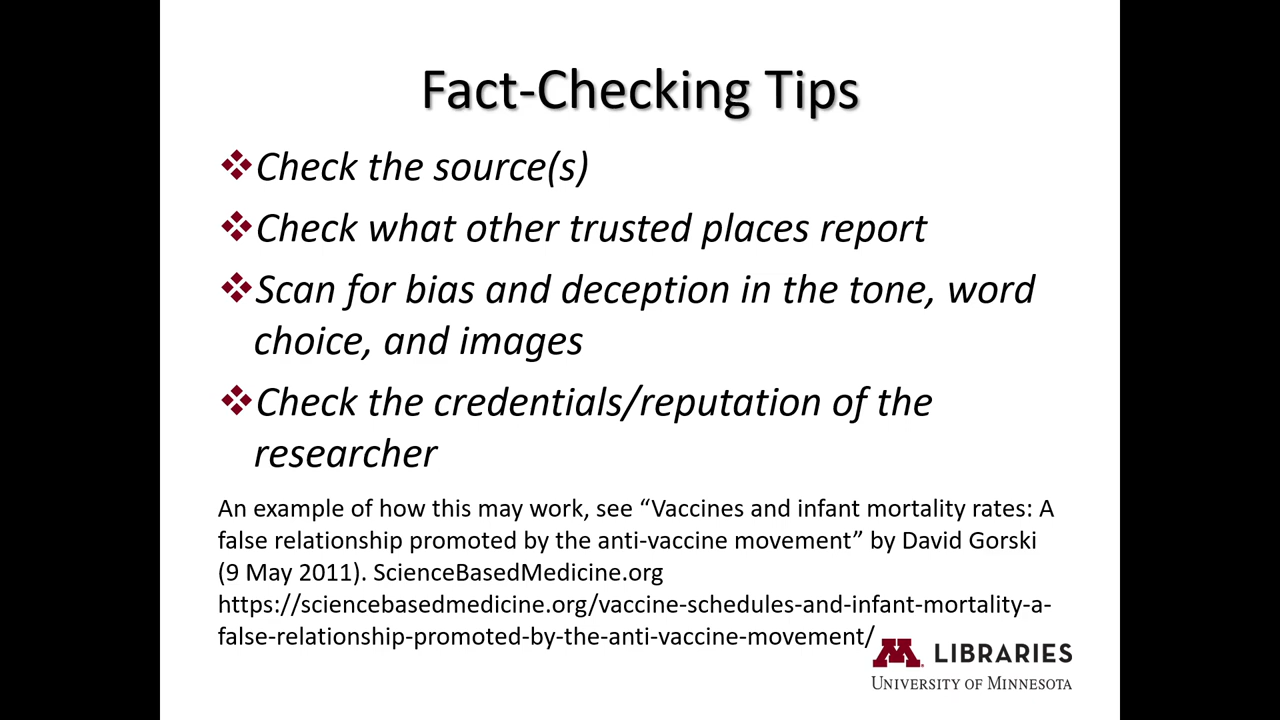 Fact-Checking Tips
❖Check the source(s)
❖Check what other trusted places report
❖Scan for bias and deception in the tone, word
choice, and images
❖Check the credentials/reputation of the
researcher
An example of how this may work, see “Vaccines and infant mortality rates: A
false relationship promoted by the anti-vaccine movement” by David Gorski
(9 May 2011). ScienceBasedMedicine.org
https://sciencebasedmedicine.org/vaccine-schedules-and-infant-mortality-a-
false-relationship-promoted-by-the-anti-vaccine-movement/
M LIBRARIES
UNIVERSITY OF MINNESOTA